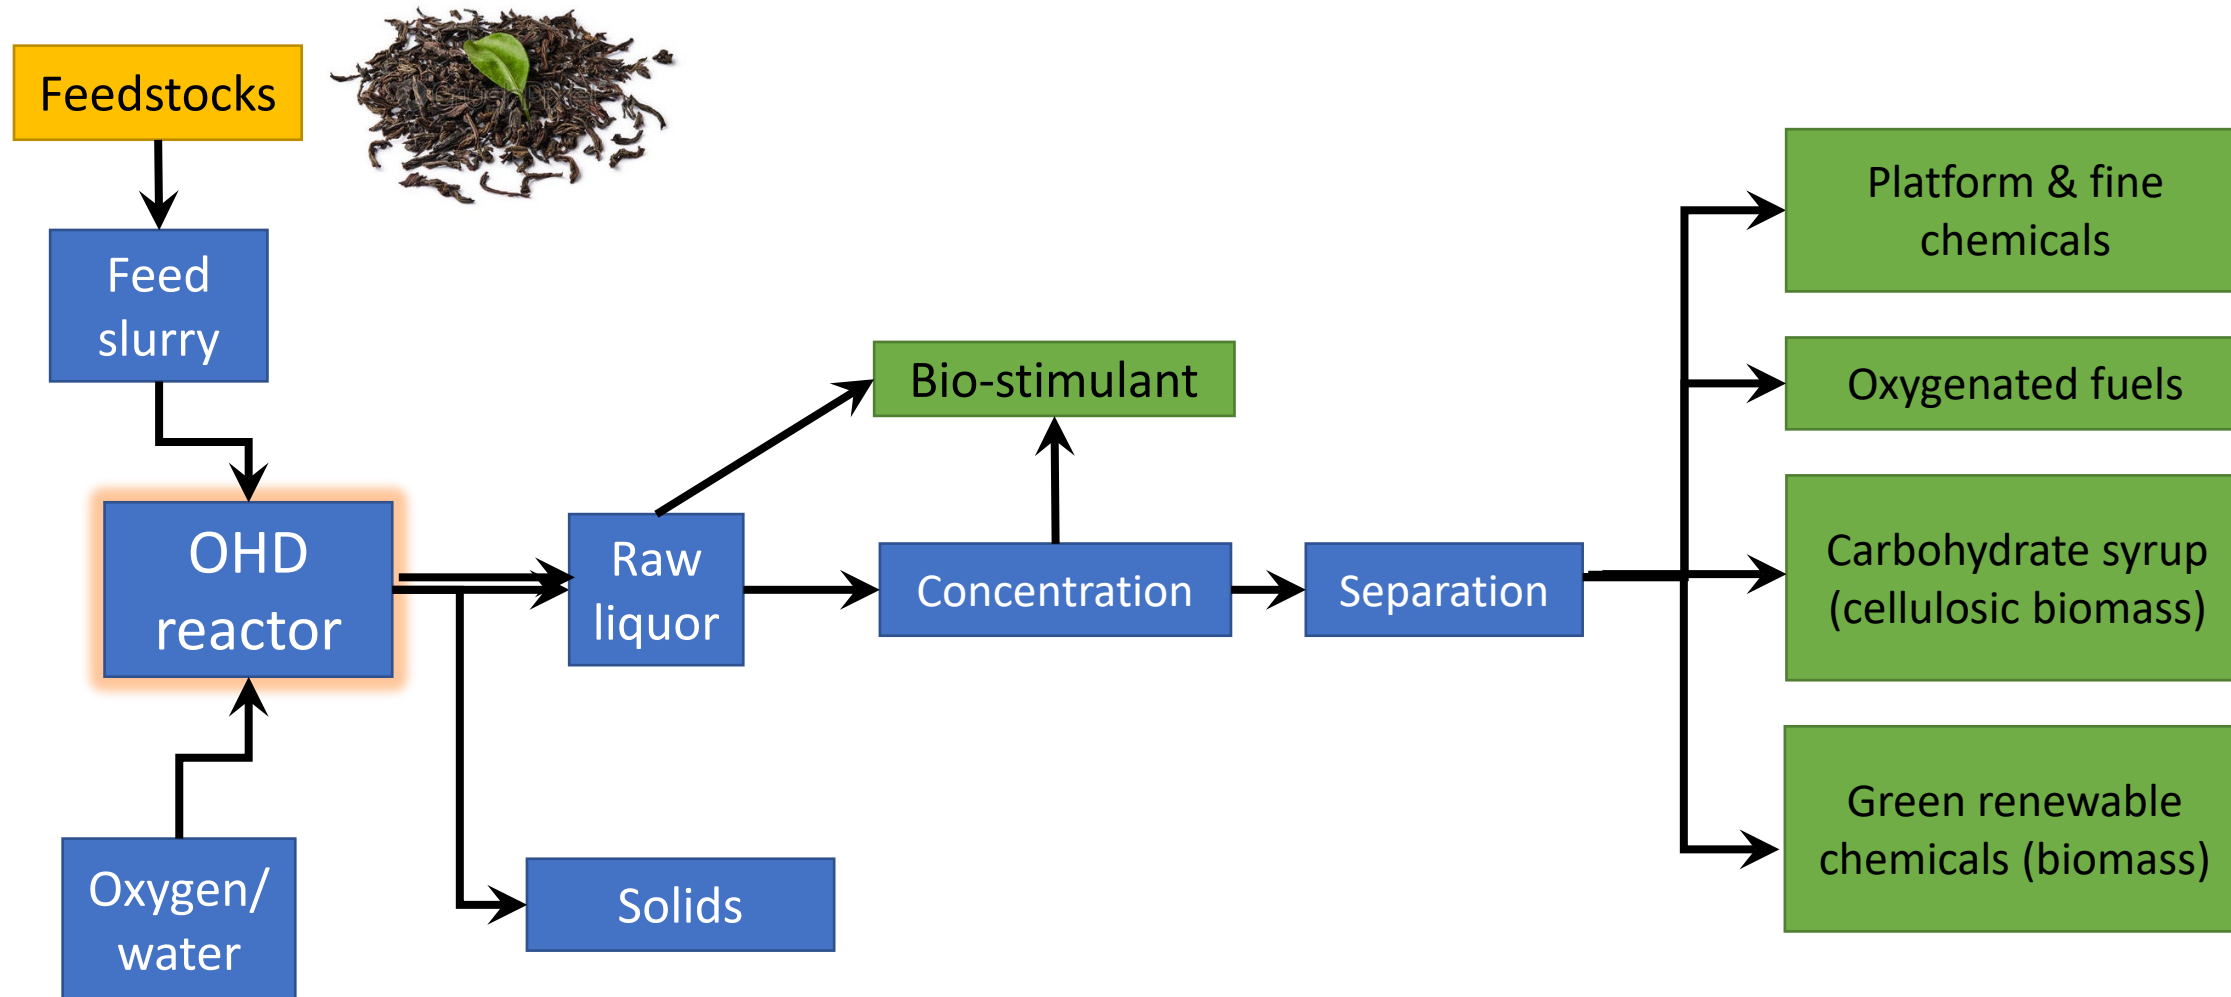 Feedstocks
Feed
slurry
OHD
reactor
Oxygen/
water
Raw
liquor
Solids
Bio-stimulant
Concentration
Separation
Platform & fine
chemicals
Oxygenated fuels
Carbohydrate syrup
(cellulosic biomass)
Green renewable
chemicals (biomass)